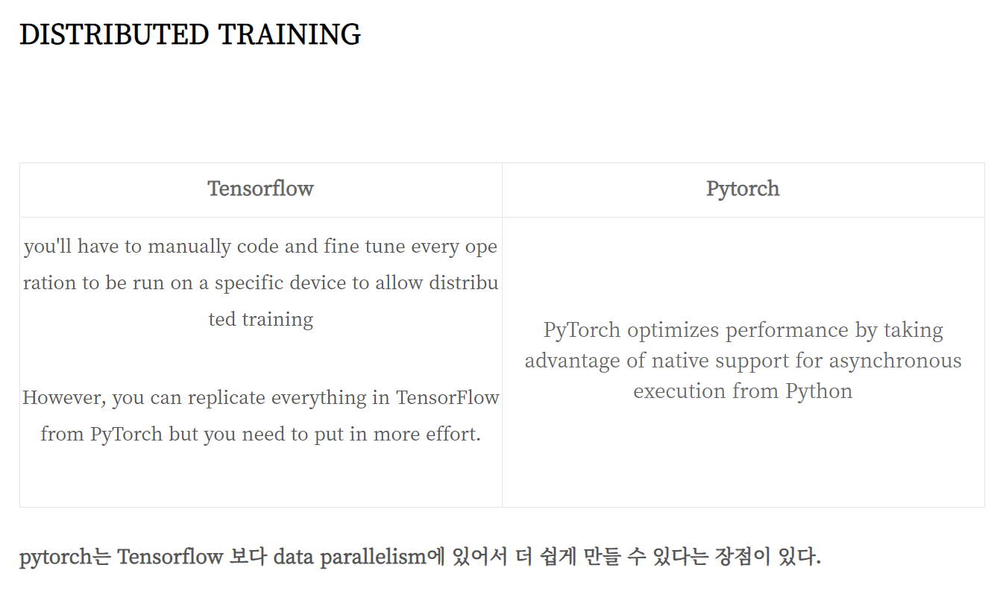 DISTRIBUTED TRAINING
Tensorflow
Pytorch
you'll have to manually code and fine tune every ope
ration to be run on a specific device to allow distribu
ted training
However, you can replicate everything in TensorFlow
from PyTorch but you need to put in more effort.
PyTorch optimizes performance by taking
advantage of native support for asynchronous
execution from Python
pytorch는 Tensorflow 보다 data parallelism에 있어서 더 쉽게 만들 수 있다는 장점이 있다.